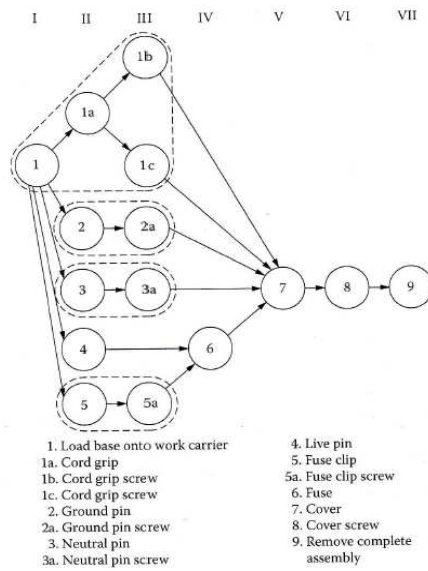 I II III IV V VI VII
1b
1a
1 1c
2 2a
3 3a 7 8 9
4 6
5 5a
1. Load base onto work carrier
1a. Cord grip
1b. Cord grip screw
1c. Cord grip screw
2. Ground pin
2a. Ground pin screw
3. Neutral pin
3a. Neutral pin screw
4. Live pin
5. Fuse clip
5a. Fuse clip screw
6. Fuse
7. Cover
8. Cover screw
9. Remove complete
assembly